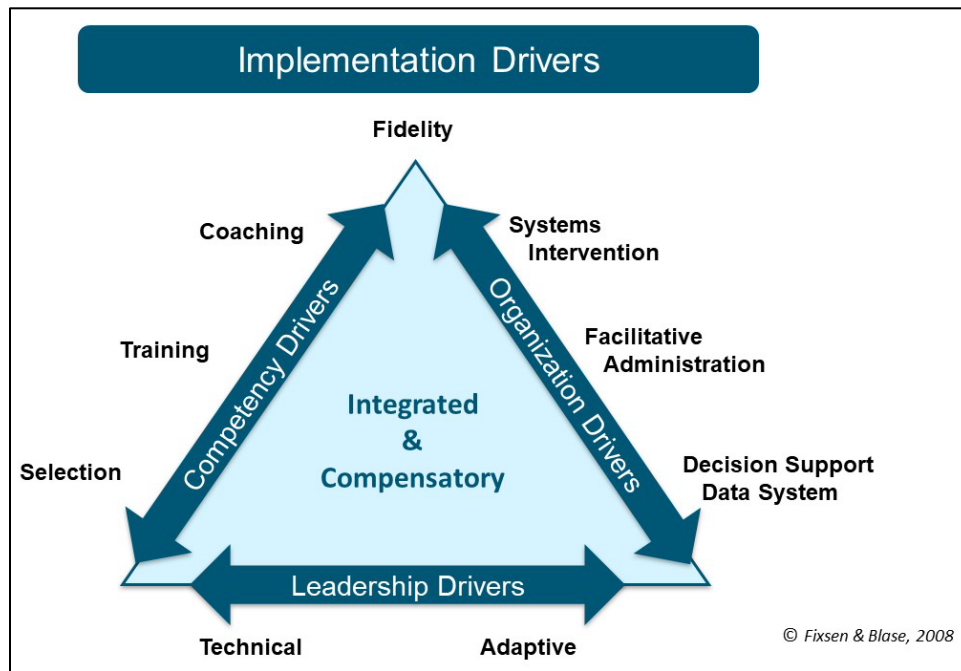 Implementation Drivers
Fidelity
Coaching
Systems
Intervention
Training
Competency Drivers
Organization Drivers
Facilitative
Administration
Integrated
&
Compensatory
Selection
Decision Support
Data System
Leadership Drivers
Technical
Adaptive
© Fixsen & Blase, 2008